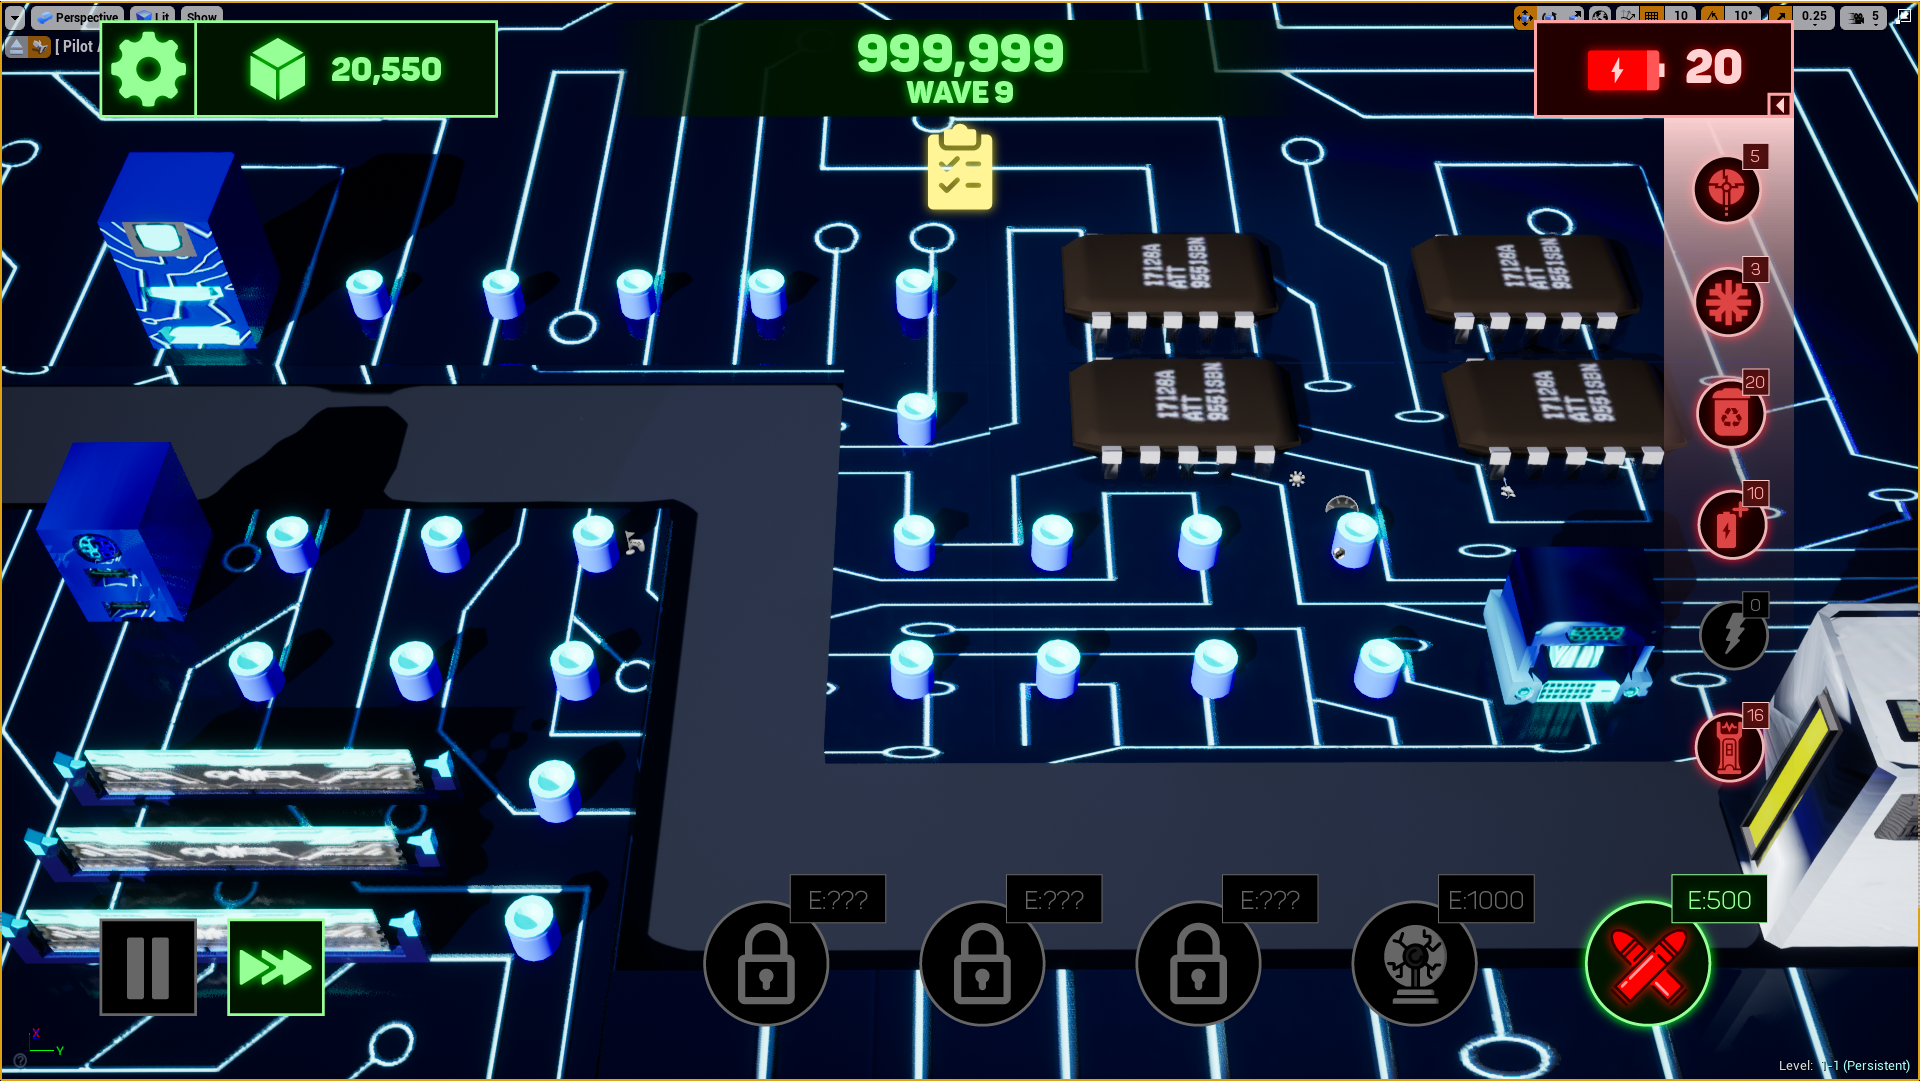 Perspective
Lit
Show
10
10°
0.25
5
[ Pilot
20,550
999,999
WAVE 9
20
5
3
20
10
0
16
17128A
ATT
9551SBN
17128A
ATT
9551SBN
17128A
ATT
9551SBN
17128A
ATT
9551SBN
E:???
E:???
E:???
E:1000
E:500
X
Y
Level: 1-1 (Persistent)